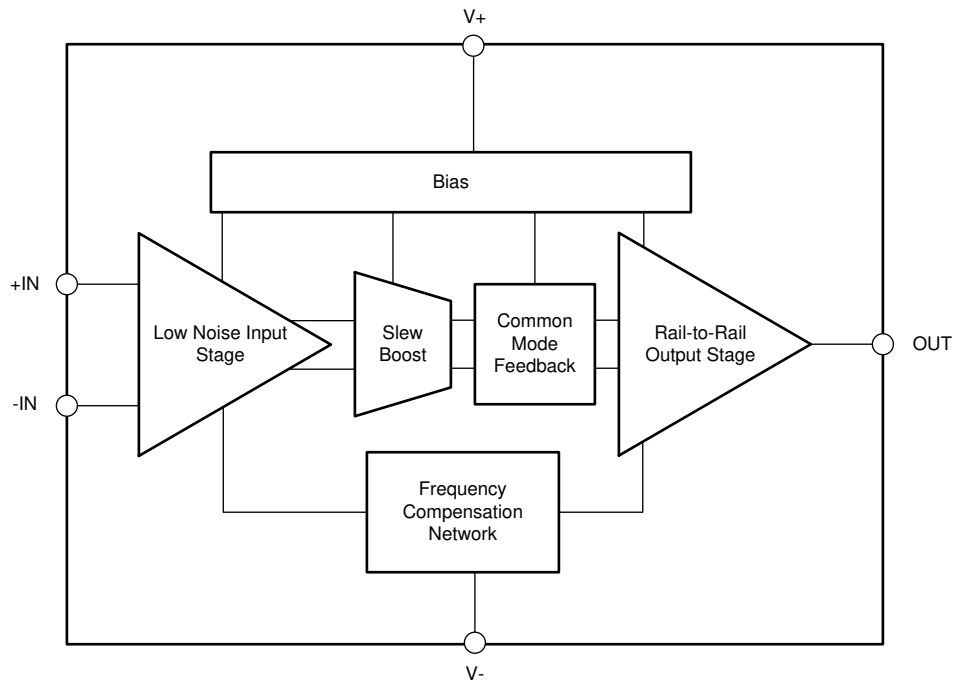 V+
Bias
+IN
Low Noise Input
Stage
Slew
Boost
Common
Mode
Feedback
Rail-to-Rail
Output Stage
OUT
-IN
Frequency
Compensation
Network
V-